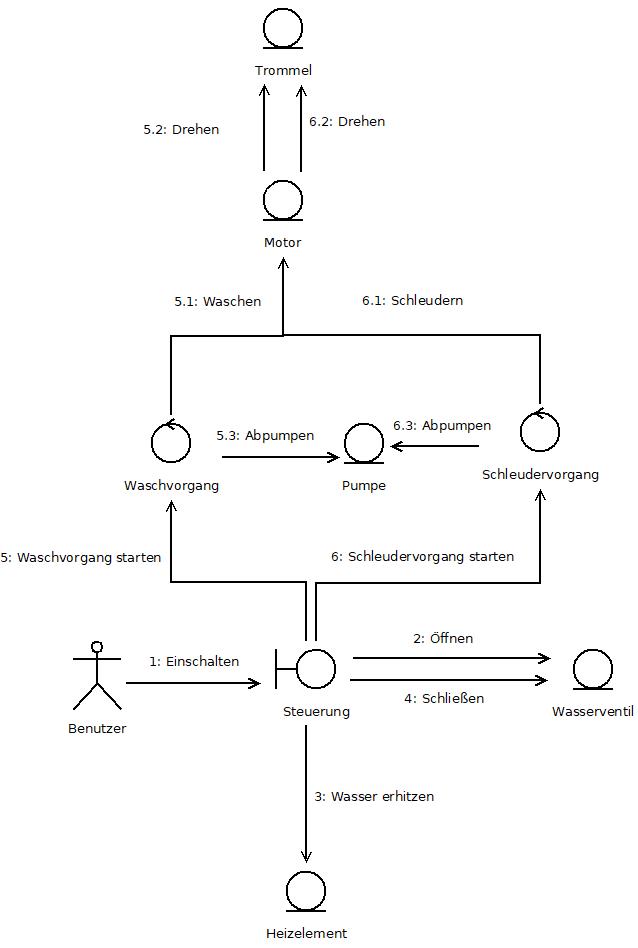 Trommel
5.2: Drehen
6.2: Drehen
Motor
5.1: Waschen
6.1: Schleudern
5.3: Abpumpen
6.3: Abpumpen
Waschvorgang
Pumpe
Schleudervorgang
5: Waschvorgang starten
6: Schleudervorgang starten
1: Einschalten
2: Öffnen
4: Schließen
Benutzer
Steuerung
Wasserventil
3: Wasser erhitzen
Heizelement